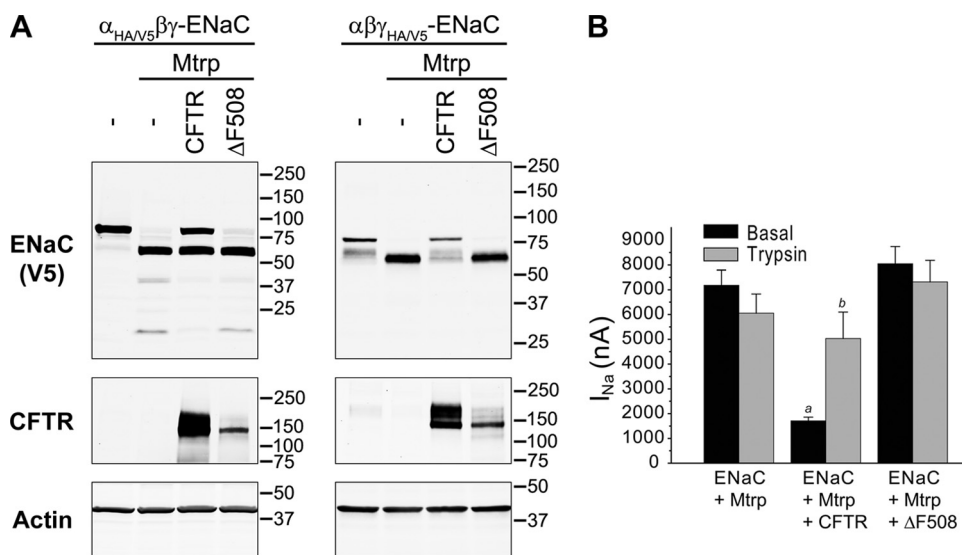 A
α_HA/V5βγ-ENaC
Mtrp
- - CFTR ΔF508
ENaC
(V5)
250
150
100
75
50
37
25
CFTR
250
150
100
75
Actin
50
37
αβγ_HA/V5-ENaC
Mtrp
- - CFTR ΔF508
250
150
100
75
50
37
25
250
150
100
75
50
37
B
Basal
Trypsin
I_Na (nA)
9000
8000
7000
6000
5000
4000
3000
2000
1000
0
a
b
ENaC
+ Mtrp
ENaC
+ Mtrp
+ CFTR
ENaC
+ Mtrp
+ ΔF508